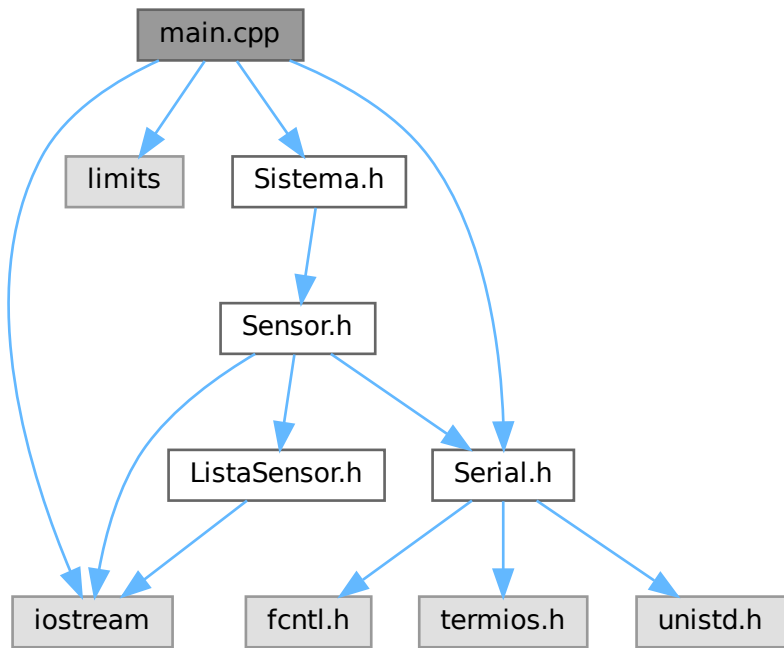 main.cpp
limits
Sistema.h
Sensor.h
ListaSensor.h
Serial.h
iostream
fcntl.h
termios.h
unistd.h